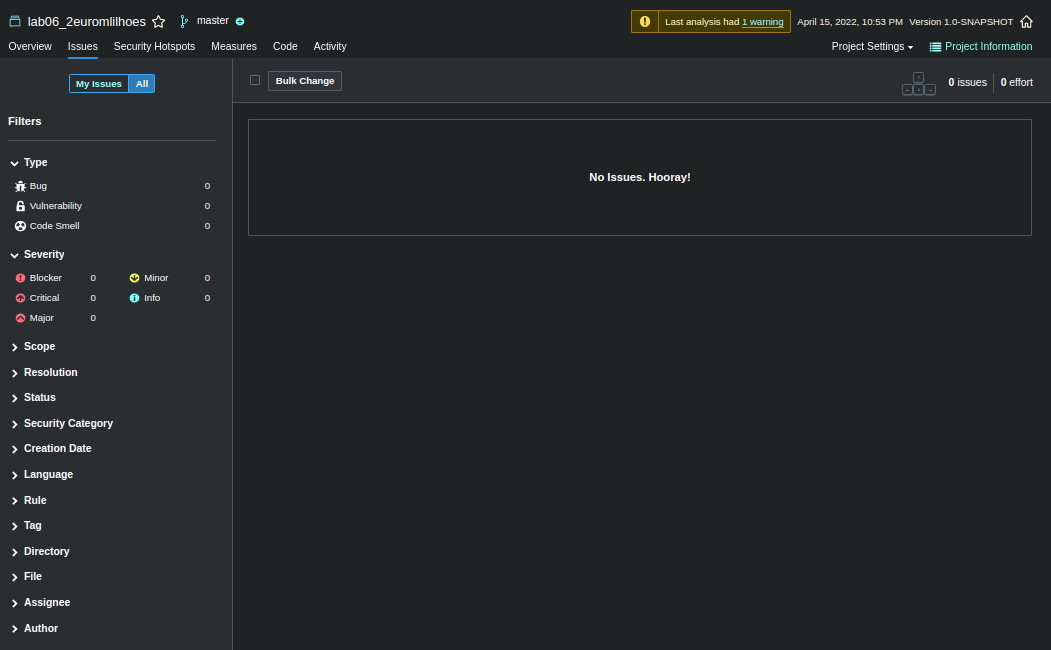 lab06_2euromlilhoes master
Last analysis had 1 warning April 15, 2022, 10:53 PM Version 1.0-SNAPSHOT
Overview Issues Security Hotspots Measures Code Activity Project Settings Project Information
My Issues All
Bulk Change
0 issues 0 effort
Filters
Type
Bug 0
Vulnerability 0
Code Smell 0
Severity
Blocker 0 Minor 0
Critical 0 Info 0
Major 0
Scope
Resolution
Status
Security Category
Creation Date
Language
Rule
Tag
Directory
File
Assignee
Author
No Issues. Hooray!